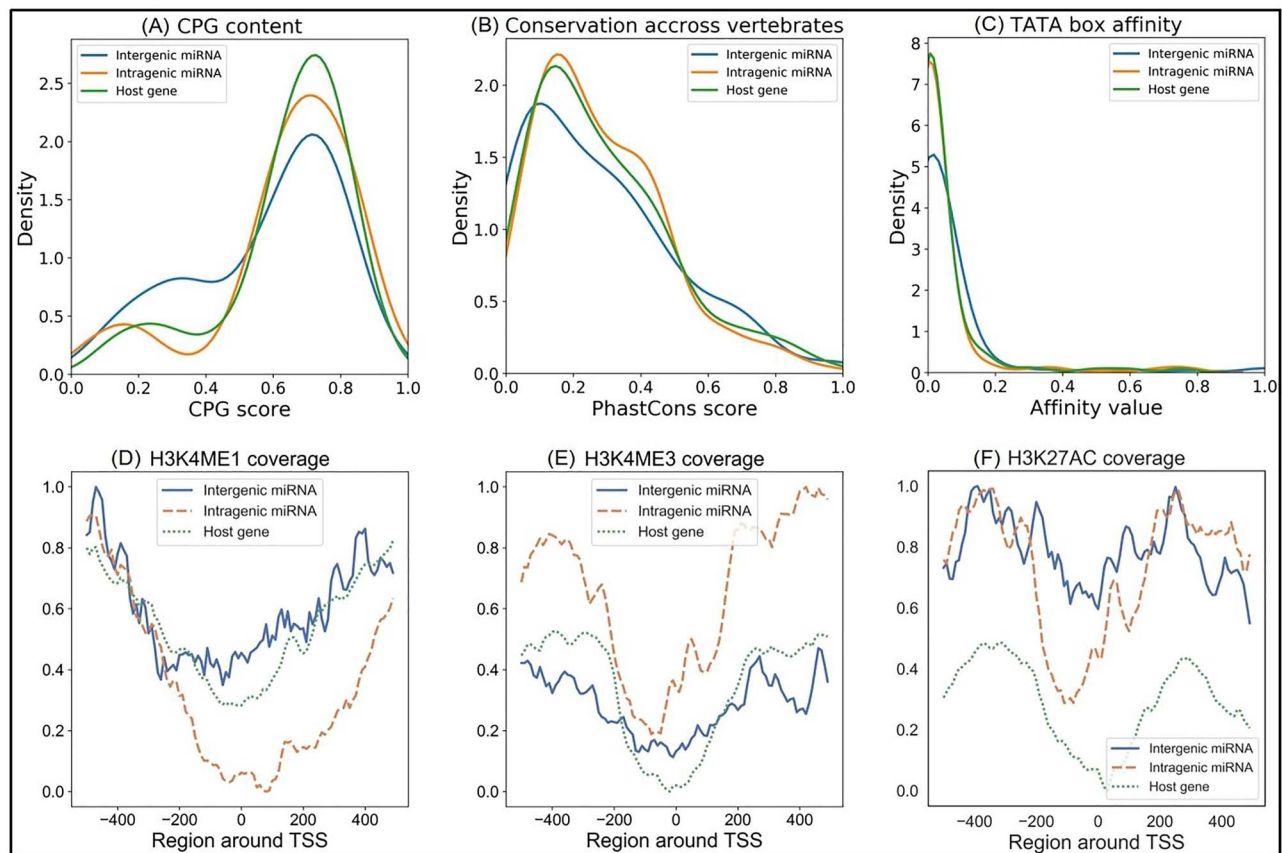 (A) CPG content
Intergenic miRNA
Intragenic miRNA
Host gene
Density
2.5
2.0
1.5
1.0
0.5
0.0
0.0 0.2 0.4 0.6 0.8 1.0
CPG score
(B) Conservation accross vertebrates
Intergenic miRNA
Intragenic miRNA
Host gene
Density
2.0
1.5
1.0
0.5
0.0
0.0 0.2 0.4 0.6 0.8 1.0
PhastCons score
(C) TATA box affinity
Intergenic miRNA
Intragenic miRNA
Host gene
Density
8
7
6
5
4
3
2
1
0
0.0 0.2 0.4 0.6 0.8 1.0
Affinity value
(D) H3K4ME1 coverage
Intergenic miRNA
Intragenic miRNA
Host gene
1.0
0.8
0.6
0.4
0.2
0.0
−400 −200 0 200 400
Region around TSS
(E) H3K4ME3 coverage
Intergenic miRNA
Intragenic miRNA
Host gene
1.0
0.8
0.6
0.4
0.2
0.0
−400 −200 0 200 400
Region around TSS
(F) H3K27AC coverage
1.0
0.8
0.6
0.4
0.2
0.0
Intergenic miRNA
Intragenic miRNA
Host gene
−400 −200 0 200 400
Region around TSS